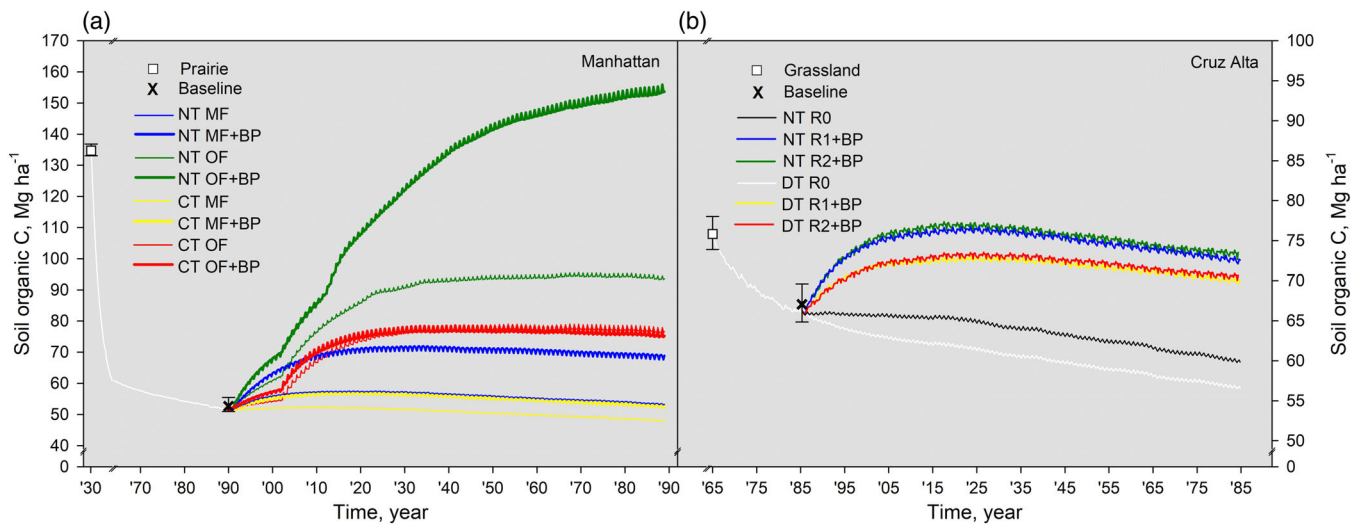 (a)
Soil organic C, Mg ha-1
170
160
150
140
130
120
110
100
90
80
70
60
50
40
0
Prairie
Baseline
NT MF
NT MF+BP
NT OF
NT OF+BP
CT MF
CT MF+BP
CT OF
CT OF+BP
Manhattan
'30 '70 '90 '00 '10 '20 '30 '40 '50 '60 '70 '80 '90
Time, year
(b)
Grassland
Baseline
NT R0
NT R1+BP
NT R2+BP
DT R0
DT R1+BP
DT R2+BP
Cruz Alta
100
95
90
85
80
75
70
65
60
55
50
0
Soil organic C, Mg ha-1
'65 '75 '85 '95 '05 '15 '25 '35 '45 '55 '65 '75 '85
Time, year